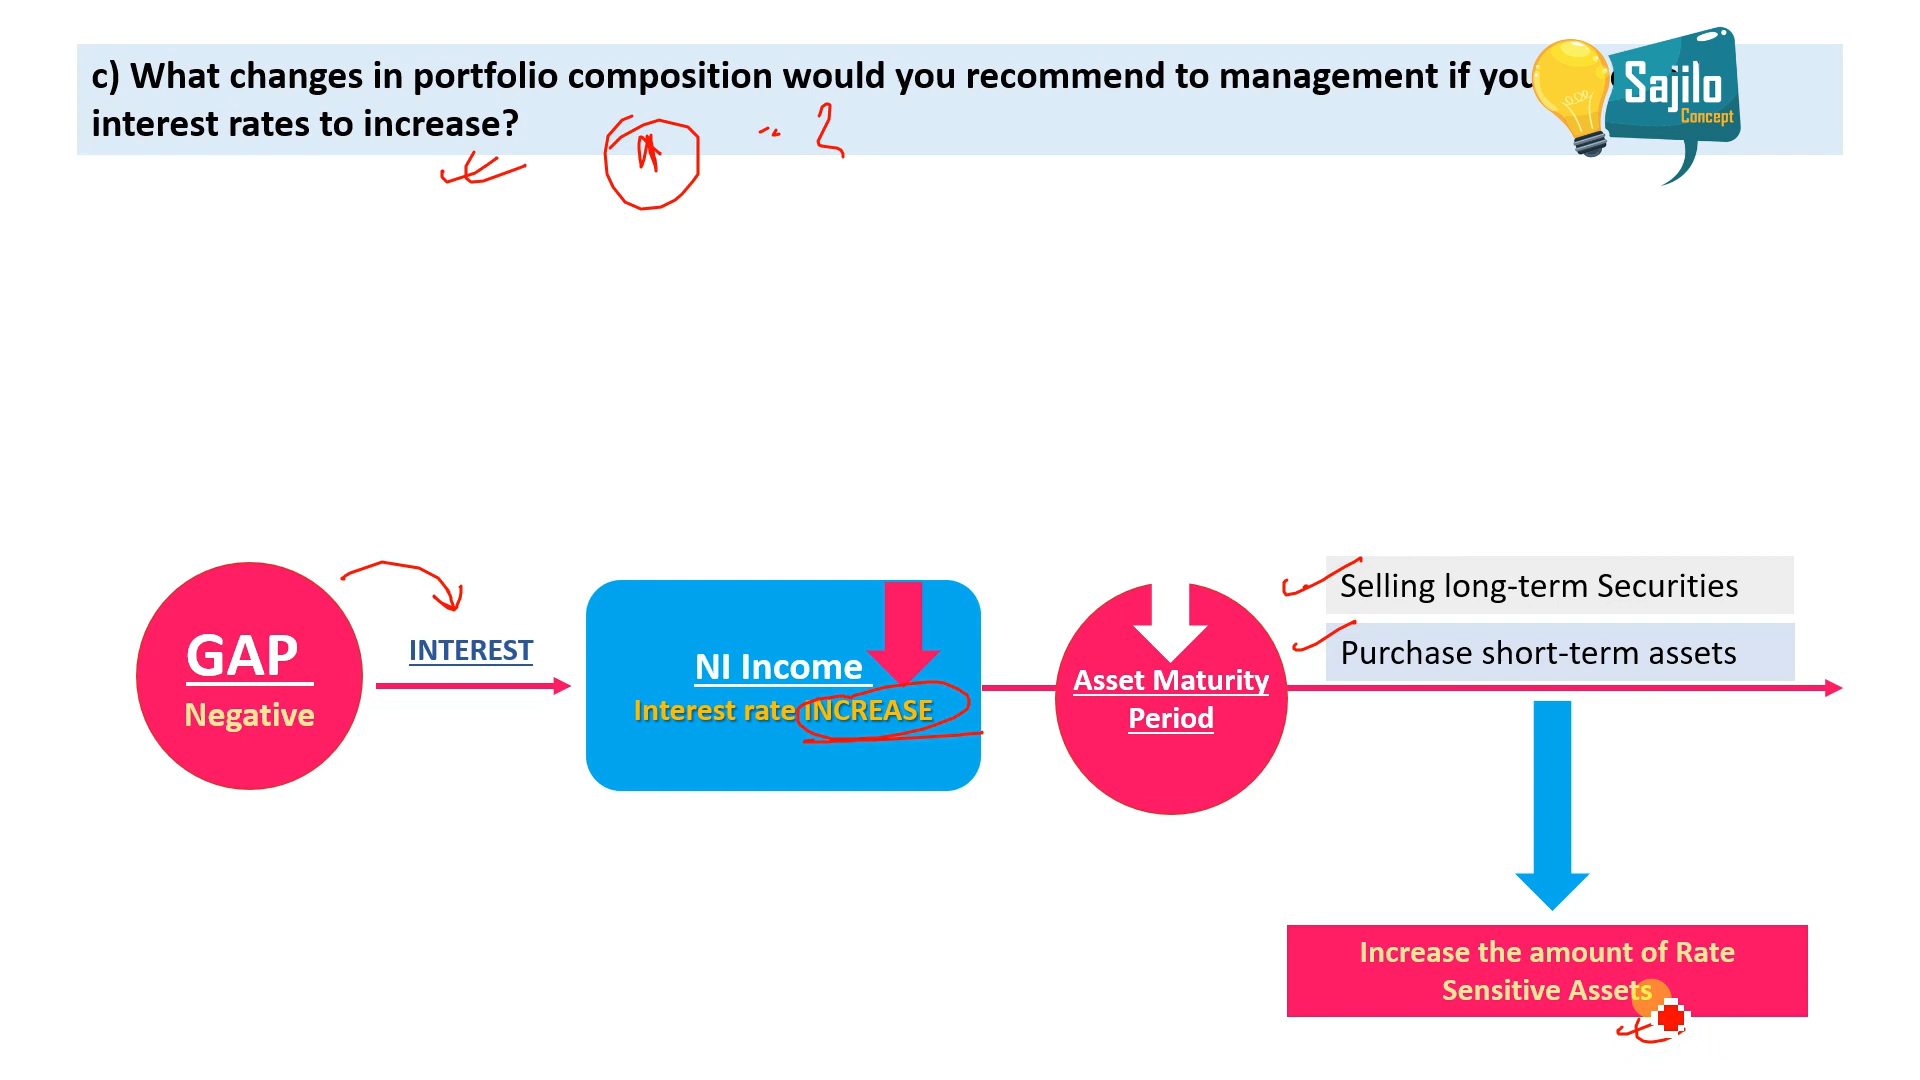 c) What changes in portfolio composition would you recommend to management if you
interest rates to increase?
Sajilo
Concept
GAP
Negative
INTEREST
NI Income
Interest rate INCREASE
Asset Maturity
Period
Selling long-term Securities
Purchase short-term assets
Increase the amount of Rate
Sensitive Assets